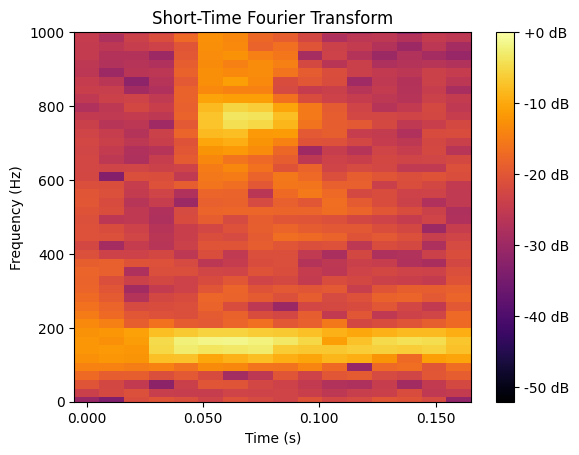 Short-Time Fourier Transform
1000
800
600
400
200
0
Frequency (Hz)
0.000
0.050
0.100
0.150
Time (s)
+0 dB
-10 dB
-20 dB
-30 dB
-40 dB
-50 dB